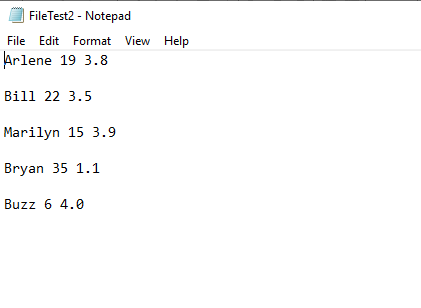 FileTest2 - Notepad
File Edit Format View Help
Arlene 19 3.8
Bill 22 3.5
Marilyn 15 3.9
Bryan 35 1.1
Buzz 6 4.0